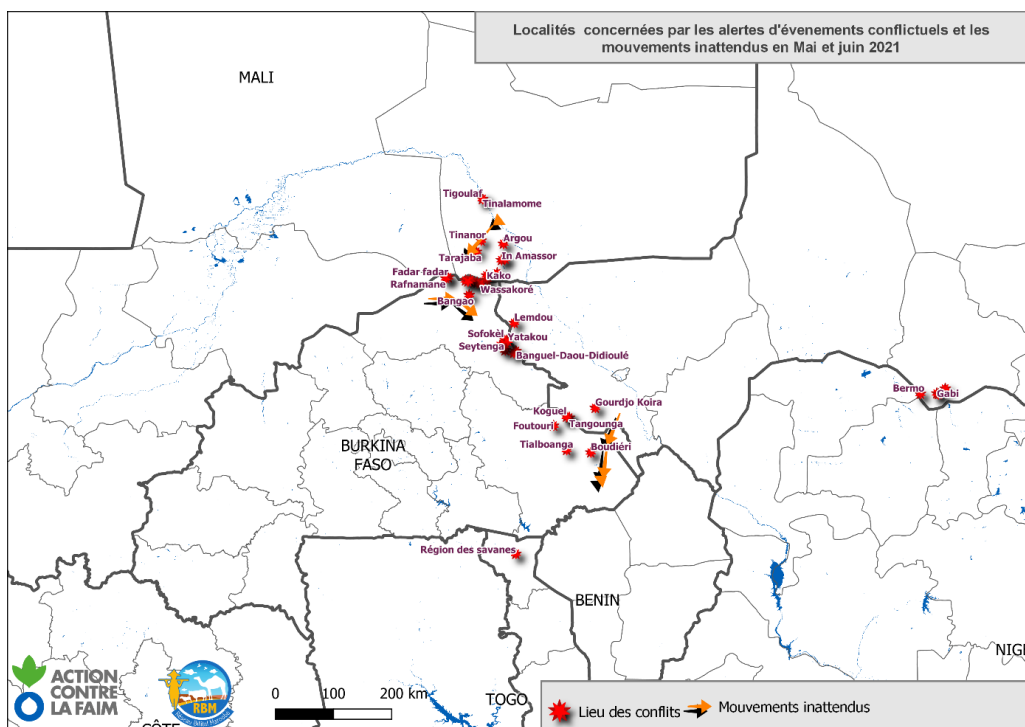 Localités concernées par les alertes d'évenements conflictuels et les
mouvements inattendus en Mai et juin 2021
MALI
Tigoulaf
Tinalamome
Tinanor
Argou
Tarajaba
In Amassor
Fadar fadar
Kako
Rafnamane
Wassakoré
Bangao
Lemdou
Sofokèl
Yatakou
Seytenga
Banguel-Daou-Didioulé
Bermo
Gabi
Gourdjo Koira
Koguel
Tangounga
Foutouri
BURKINA
FASO
Tialboanga
Boudiéri
Région des savanes
BENIN
NIG
ACTION
CONTRE
LA FAIM
RBM
0 100 200 km
TOGO
CÔTE
Lieu des conflits
Mouvements inattendus